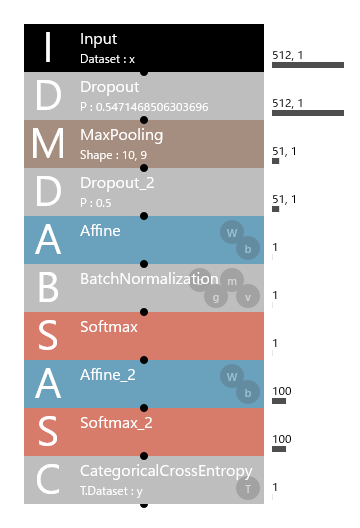 I
Input
Dataset : x
512, 1
D
Dropout
P : 0.5471468506303696
512, 1
M
MaxPooling
Shape : 10, 9
51, 1
D
Dropout_2
P : 0.5
51, 1
A
Affine
W
b
1
B
BatchNormalization
m
g
v
1
S
Softmax
1
A
Affine_2
W
b
100
S
Softmax_2
100
C
CategoricalCrossEntropy
T.Dataset : y
T
1